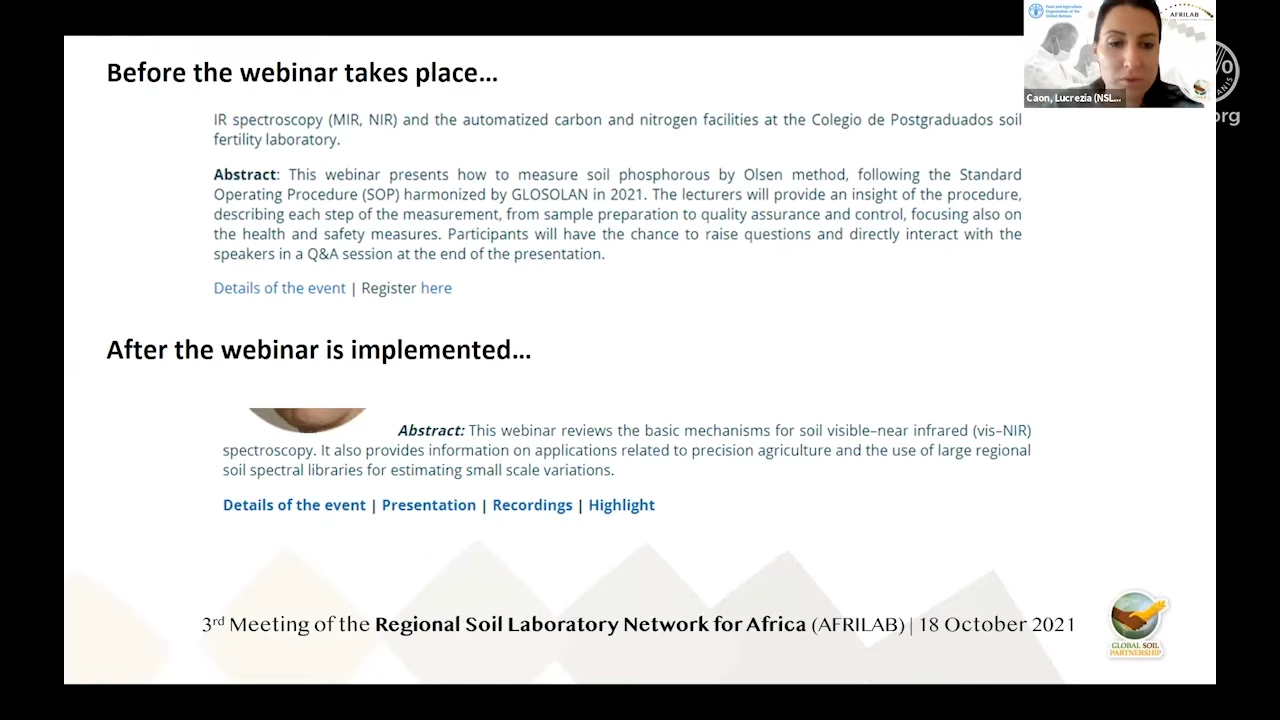 Food and Agriculture
Organization of the
United Nations
AFRILAB
Caon, Lucrezia (NSL...
org
Before the webinar takes place...
IR spectroscopy (MIR, NIR) and the automatized carbon and nitrogen facilities at the Colegio de Postgraduados soil
fertility laboratory.
Abstract: This webinar presents how to measure soil phosphorous by Olsen method, following the Standard
Operating Procedure (SOP) harmonized by GLOSOLAN in 2021. The lecturers will provide an insight of the procedure,
describing each step of the measurement, from sample preparation to quality assurance and control, focusing also on
the health and safety measures. Participants will have the chance to raise questions and directly interact with the
speakers in a Q&A session at the end of the presentation.
Details of the event | Register here
After the webinar is implemented...
Abstract: This webinar reviews the basic mechanisms for soil visible–near infrared (vis–NIR)
spectroscopy. It also provides information on applications related to precision agriculture and the use of large regional
soil spectral libraries for estimating small scale variations.
Details of the event | Presentation | Recordings | Highlight
3rd Meeting of the Regional Soil Laboratory Network for Africa (AFRILAB) | 18 October 2021
GLOBAL SOIL
PARTNERSHIP